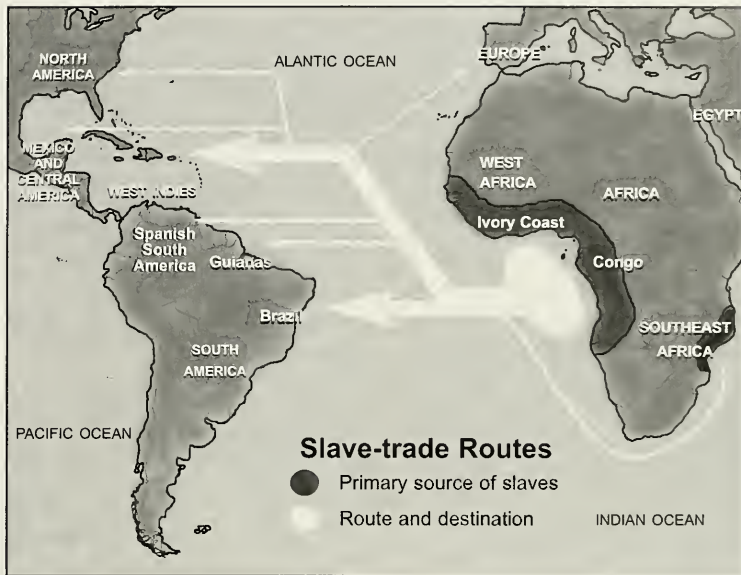 NORTH
AMERICA
ALANTIC OCEAN
EUROPE
EGYPT
MEXICO
AND
CENTRAL
AMERICA
WEST INDIES
WEST
AFRICA
AFRICA
Ivory Coast
Spanish
South
America
Guianas
Congo
Brazil
SOUTHEAST
AFRICA
SOUTH
AMERICA
PACIFIC OCEAN
Slave-trade Routes
Primary source of slaves
Route and destination
INDIAN OCEAN